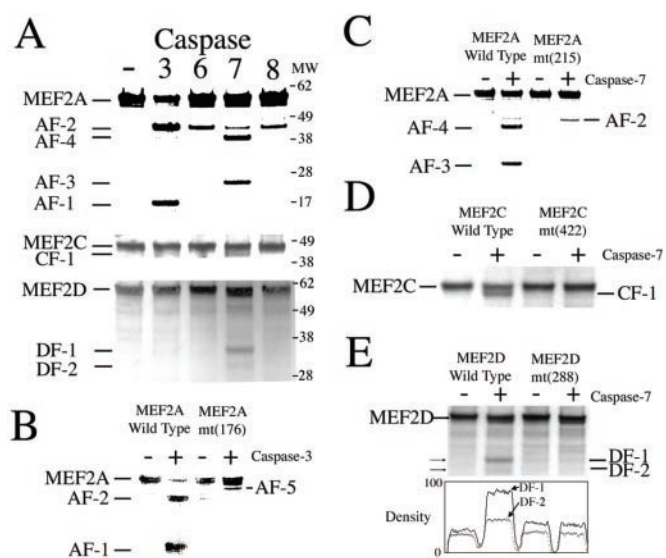 A
Caspase
- 3 6 7 8 MW
MEF2A
AF-2
AF-4
AF-3
AF-1
-62
-49
-38
-28
-17
MEF2C
CF-1
-49
-38
MEF2D
DF-1
DF-2
-62
-49
-38
-28
B
MEF2A Wild Type
MEF2A mt(176)
- + - + Caspase-3
MEF2A
AF-2
AF-1
AF-5
C
MEF2A Wild Type
MEF2A mt(215)
- + - + Caspase-7
MEF2A
AF-4
AF-3
AF-2
D
MEF2C Wild Type
MEF2C mt(422)
- + - + Caspase-7
MEF2C
CF-1
E
MEF2D Wild Type
MEF2D mt(288)
- + - + Caspase-7
MEF2D
DF-1
DF-2
100
Density
0
DF-1
DF-2